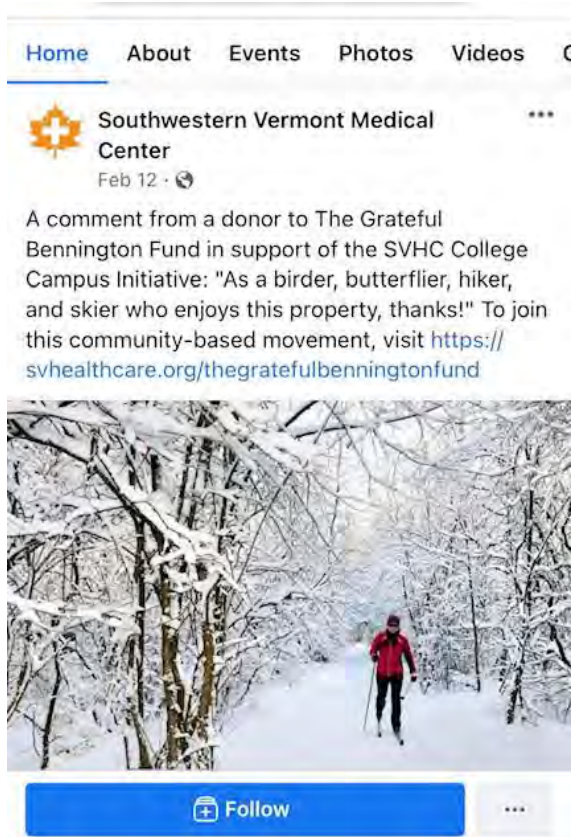 Home About Events Photos Videos
Southwestern Vermont Medical
Center
Feb 12 ·
A comment from a donor to The Grateful
Bennington Fund in support of the SVHC College
Campus Initiative: "As a birder, butterflier, hiker,
and skier who enjoys this property, thanks!" To join
this community-based movement, visit https://
svhealthcare.org/thegratefulbenningtonfund
Follow